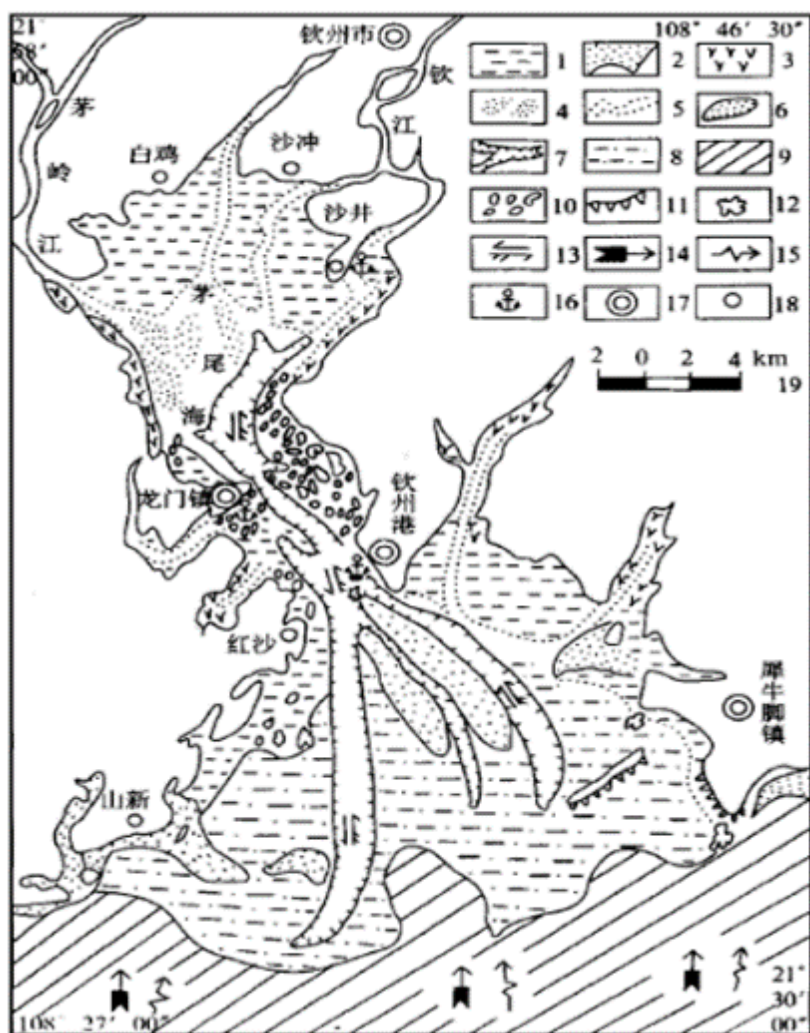 21°
38′
00″
108° 46′ 30″
钦州市
钦
江
茅
岭
江
白鸡
沙冲
沙井
1
2
3
4
5
6
7
8
9
10
11
12
13
14
15
16
17
18
2 0 2 4 km
19
茅
尾
海
龙门镇
钦
州
港
红沙
犀
牛
脚
镇
山新
21°
30′
00″
108° 27′ 00″